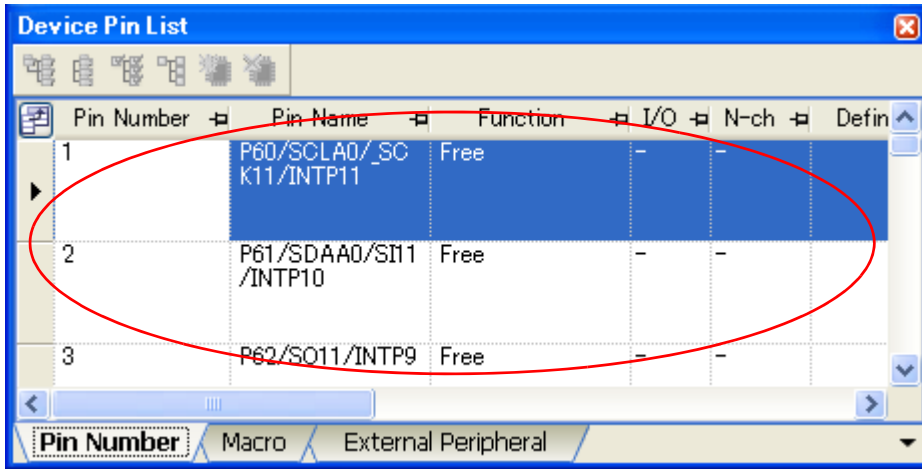 Device Pin List
Pin Number Pin Name Function I/O N-ch Defin
1 P60/SCLA0/_SC Free - -
K11/INTP11
2 P61/SDAA0/SI11 Free - -
/INTP10
3 P62/SO11/INTP9 Free - -
Pin Number Macro External Peripheral